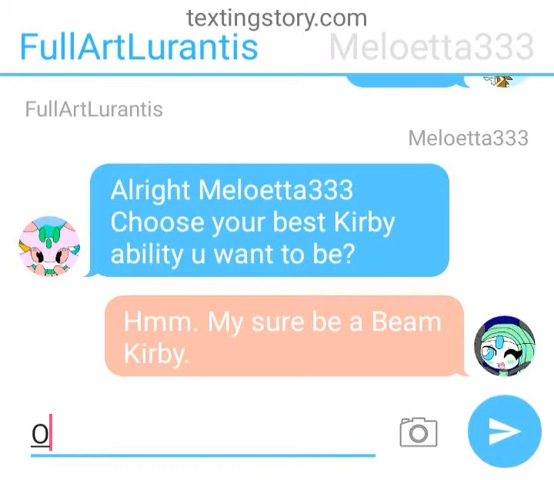 textingstory.com
FullArtLurantis Meloetta333
FullArtLurantis
Meloetta333
Alright Meloetta333
Choose your best Kirby
ability u want to be?
Hmm. My sure be a Beam
Kirby.
O